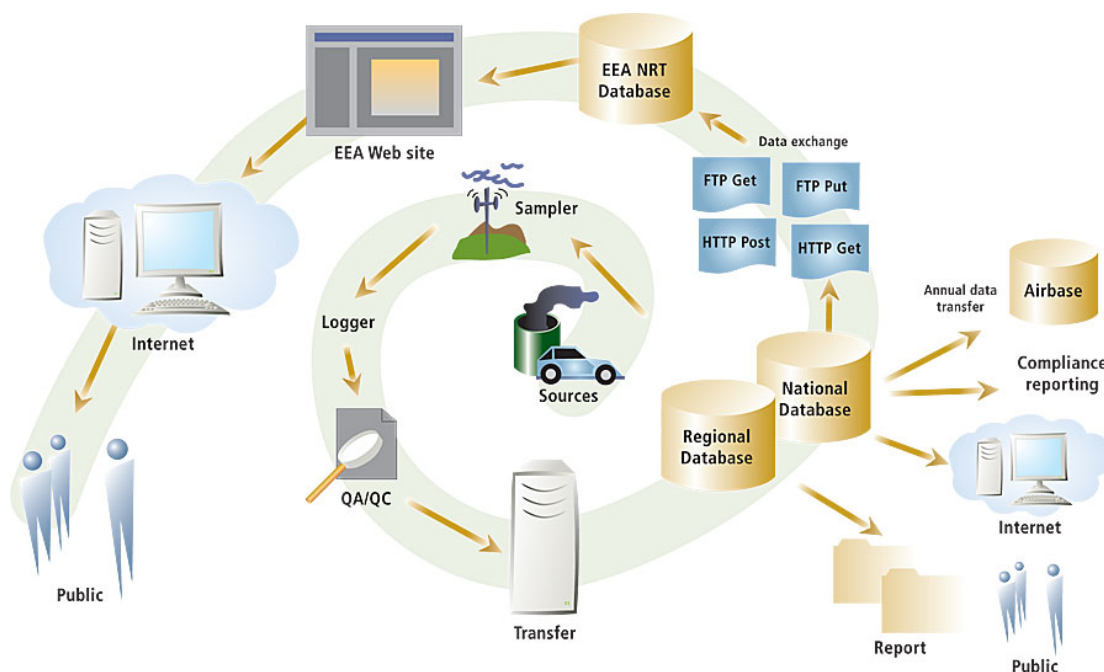 EEA NRT
Database
EEA Web site
Data exchange
FTP Get
FTP Put
HTTP Post
HTTP Get
Sampler
Logger
Sources
Internet
Annual data
transfer
Airbase
Compliance
reporting
National
Database
Regional
Database
QA/QC
Internet
Public
Transfer
Report
Public